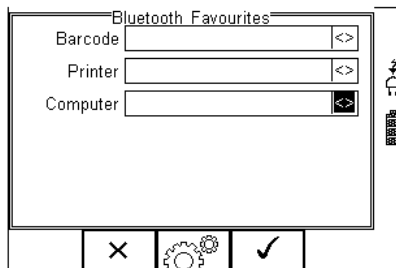 Bluetooth Favourites
Barcode <>
Printer <>
Computer <>